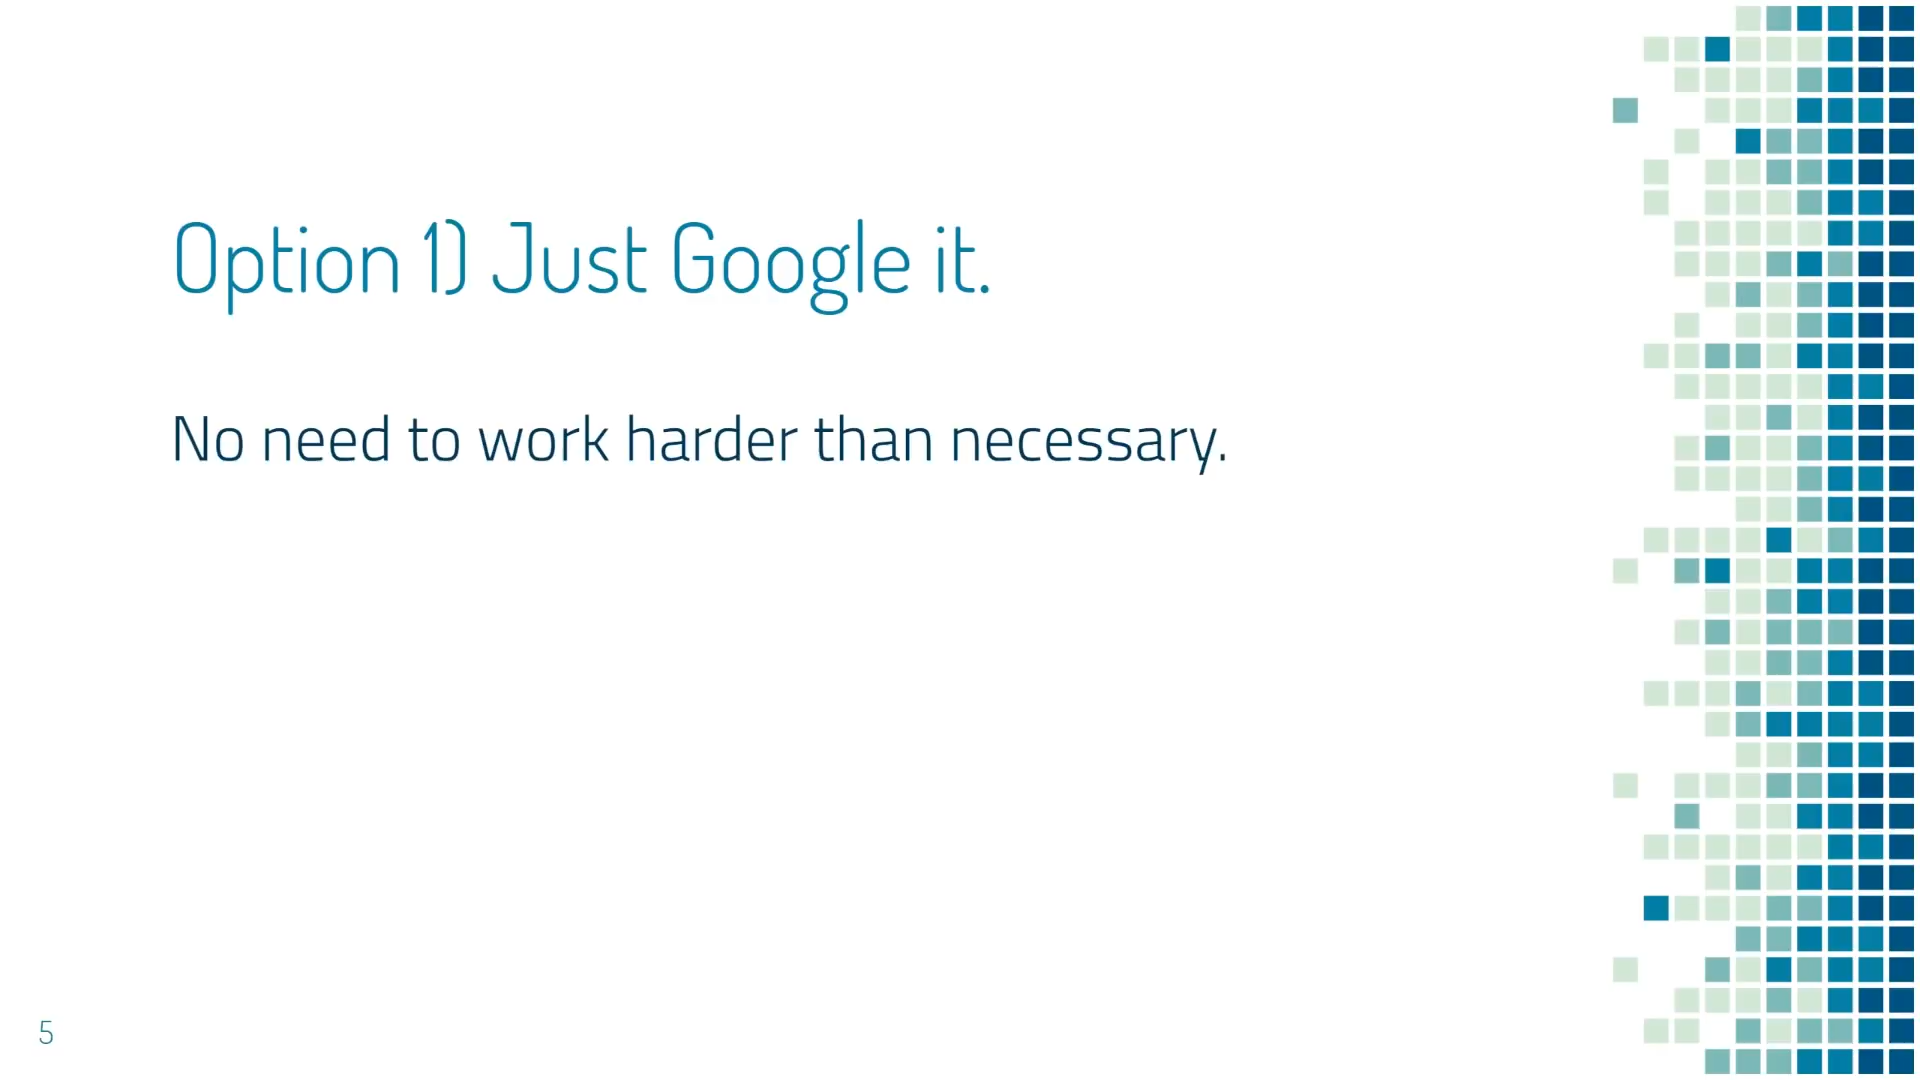 Option 1) Just Google it.
No need to work harder than necessary.
5